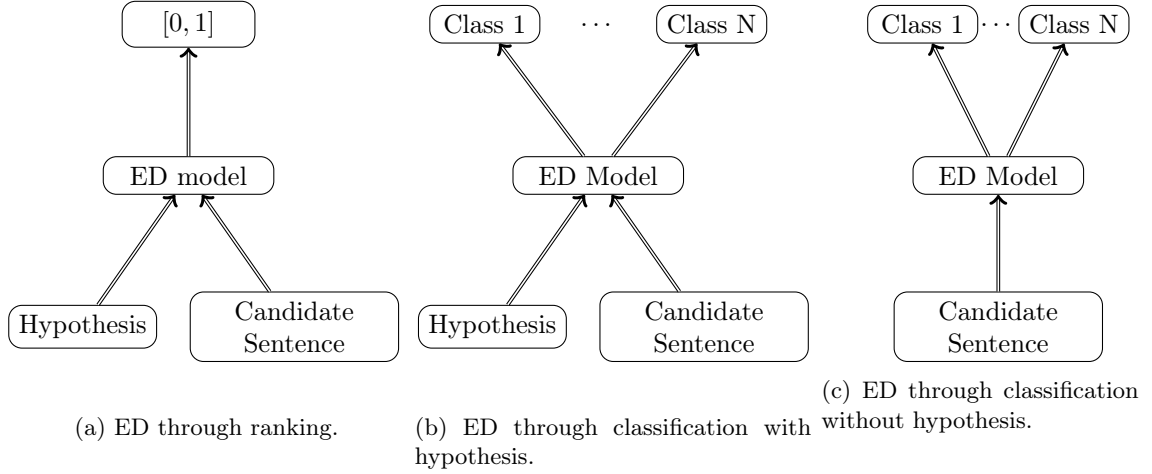 [0, 1]
ED model
Hypothesis
Candidate
Sentence
(a) ED through ranking.
Class 1 ... Class N
ED Model
Hypothesis
Candidate
Sentence
(b) ED through classification with
hypothesis.
Class 1 ... Class N
ED Model
Candidate
Sentence
(c) ED through classification
without hypothesis.